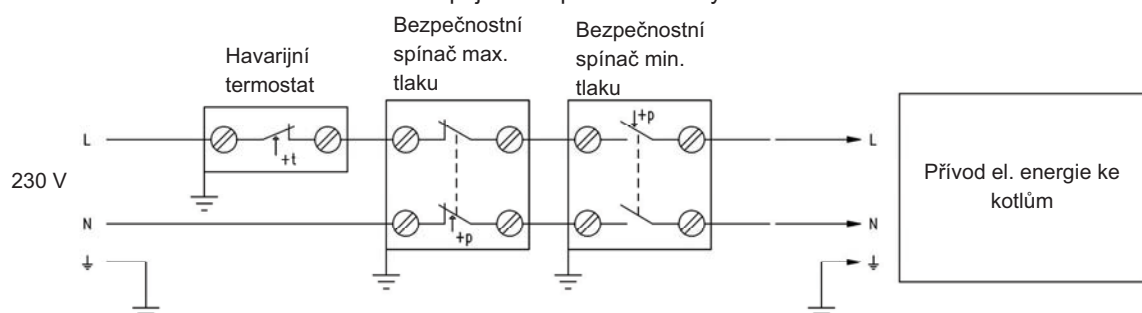 Bezpečnostní
spínač max.
tlaku
Bezpečnostní
spínač min.
tlaku
Havarijní
termostat
+p
L
L
+t
230 V
Přívod el. energie ke
kotlům
N
N
+p